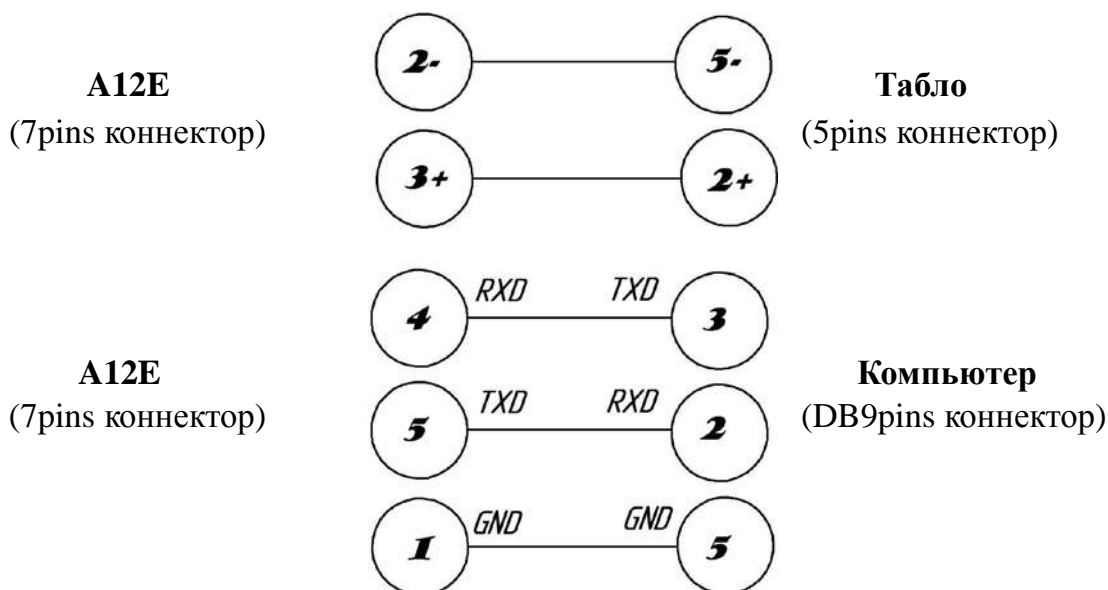 2- 5-
A12E Табло
(7pins коннектор) (5pins коннектор)
3+ 2+
RXD TXD
4 3
A12E Компьютер
(7pins коннектор) (DB9pins коннектор)
TXD RXD
5 2
GND GND
1 5